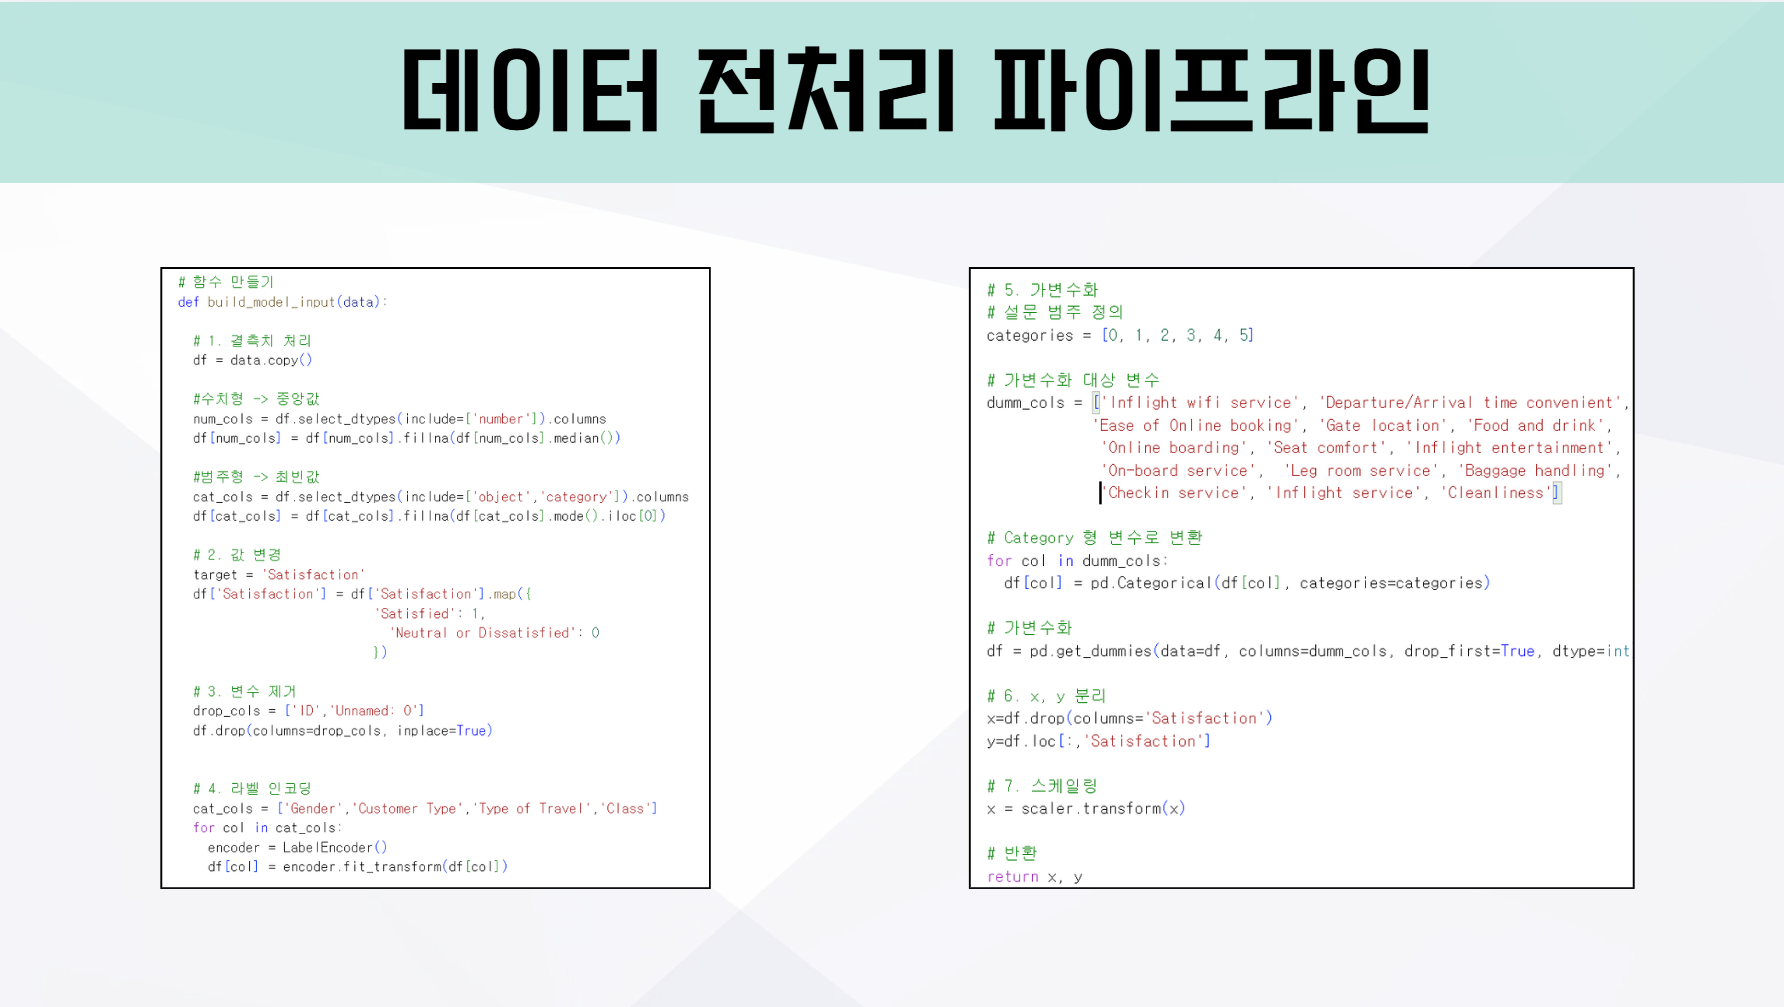 데이터 전처리 파이프라인
# 함수 만들기
def build_model_input(data):
# 1. 결측치 처리
df = data.copy()
#수치형 -> 중앙값
num_cols = df.select_dtypes(include=['number']).columns
df[num_cols] = df[num_cols].fillna(df[num_cols].median())
#범주형 -> 최빈값
cat_cols = df.select_dtypes(include=['object','category']).columns
df[cat_cols] = df[cat_cols].fillna(df[cat_cols].mode().iloc[0])
# 2. 값 변경
target = 'Satisfaction'
df['Satisfaction'] = df['Satisfaction'].map({
'Satisfied': 1,
'Neutral or Dissatisfied': 0
})
# 3. 변수 제거
drop_cols = ['ID','Unnamed: 0']
df.drop(columns=drop_cols, inplace=True)
# 4. 라벨 인코딩
cat_cols = ['Gender','Customer Type','Type of Travel','Class']
for col in cat_cols:
encoder = LabelEncoder()
df[col] = encoder.fit_transform(df[col])
# 5. 가변수화
# 설문 범주 정의
categories = [0, 1, 2, 3, 4, 5]
# 가변수화 대상 변수
dumm_cols = ['Inflight wifi service', 'Departure/Arrival time convenient',
'Ease of Online booking', 'Gate location', 'Food and drink',
'Online boarding', 'Seat comfort', 'Inflight entertainment',
'On-board service', 'Leg room service', 'Baggage handling',
'Checkin service', 'Inflight service', 'Cleanliness']
# Category 형 변수로 변환
for col in dumm_cols:
df[col] = pd.Categorical(df[col], categories=categories)
# 가변수화
df = pd.get_dummies(data=df, columns=dumm_cols, drop_first=True, dtype=int
# 6. x, y 분리
x=df.drop(columns='Satisfaction')
y=df.loc[:,'Satisfaction']
# 7. 스케일링
x = scaler.transform(x)
# 반환
return x, y